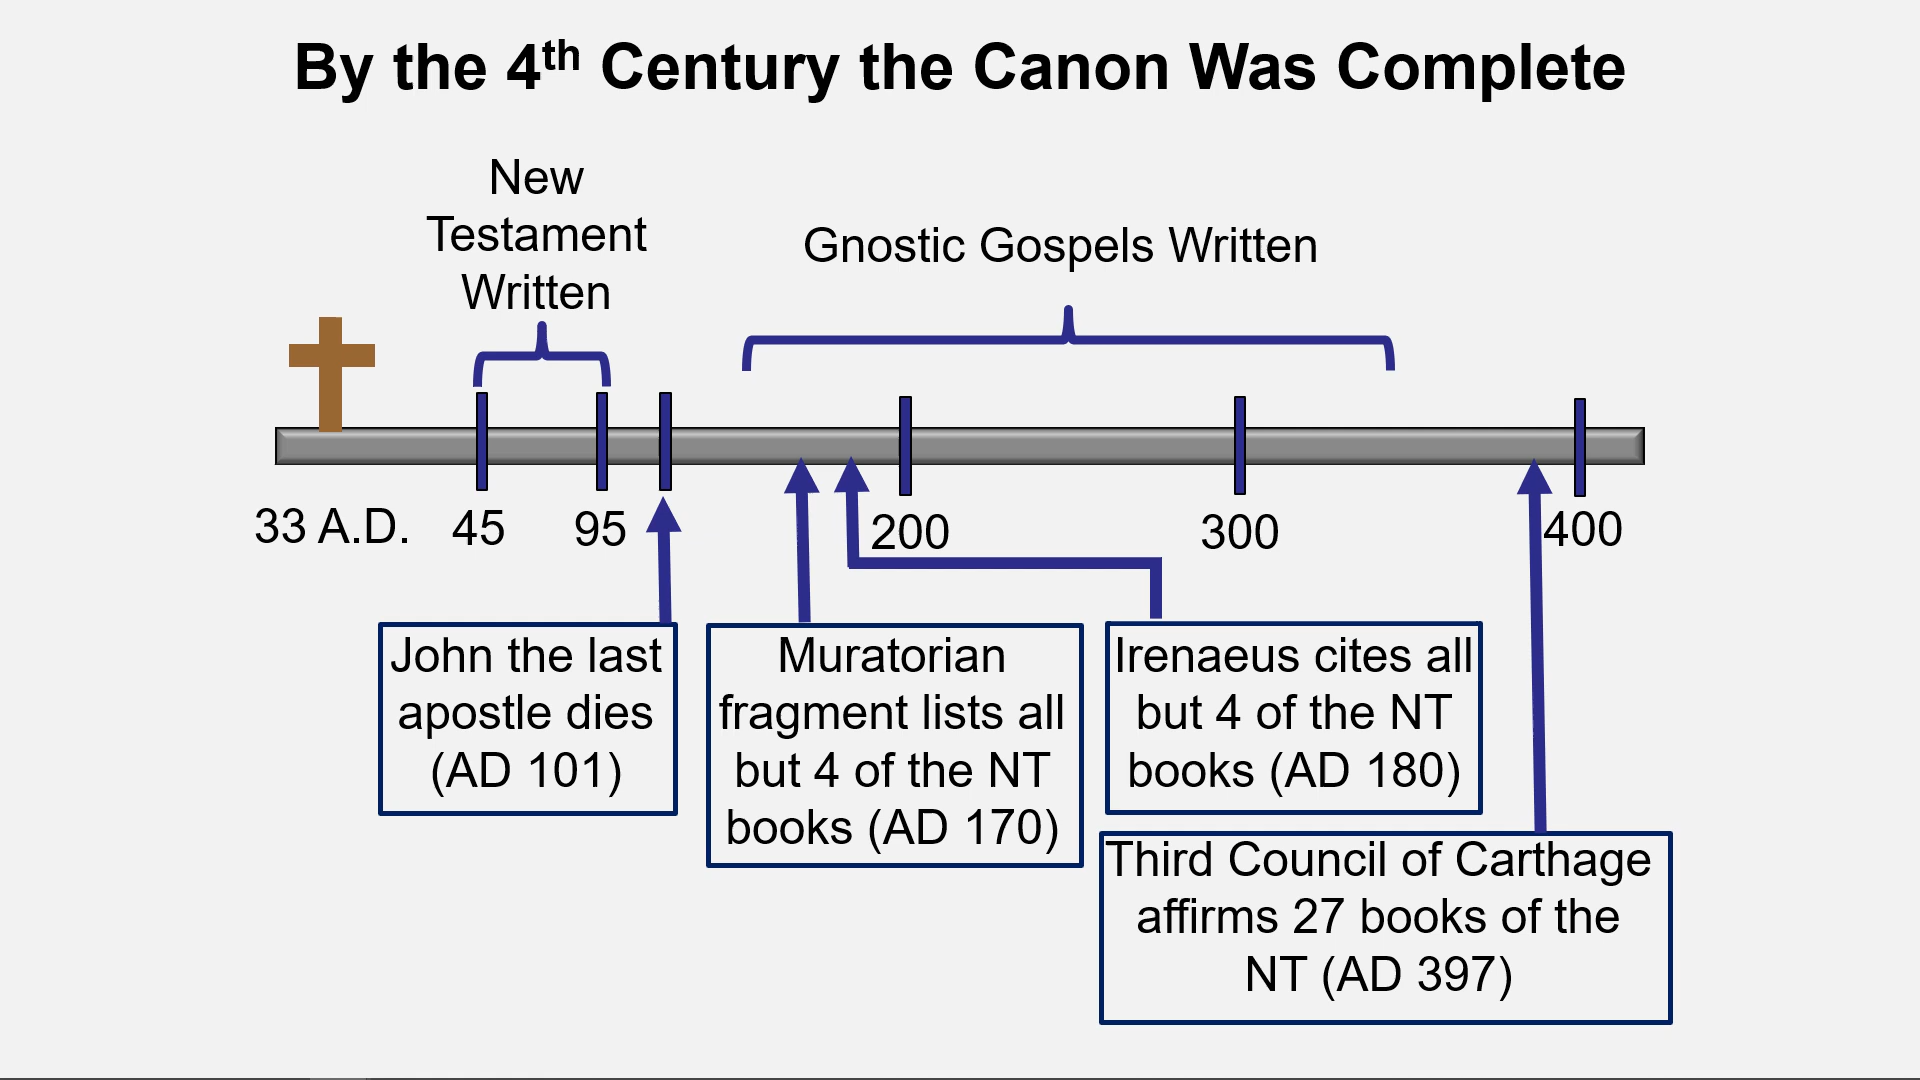 By the 4th Century the Canon Was Complete
New
Testament
Written
Gnostic Gospels Written
33 A.D.
45
95
200
300
400
John the last
apostle dies
(AD 101)
Muratorian
fragment lists all
but 4 of the NT
books (AD 170)
Irenaeus cites all
but 4 of the NT
books (AD 180)
Third Council of Carthage
affirms 27 books of the
NT (AD 397)